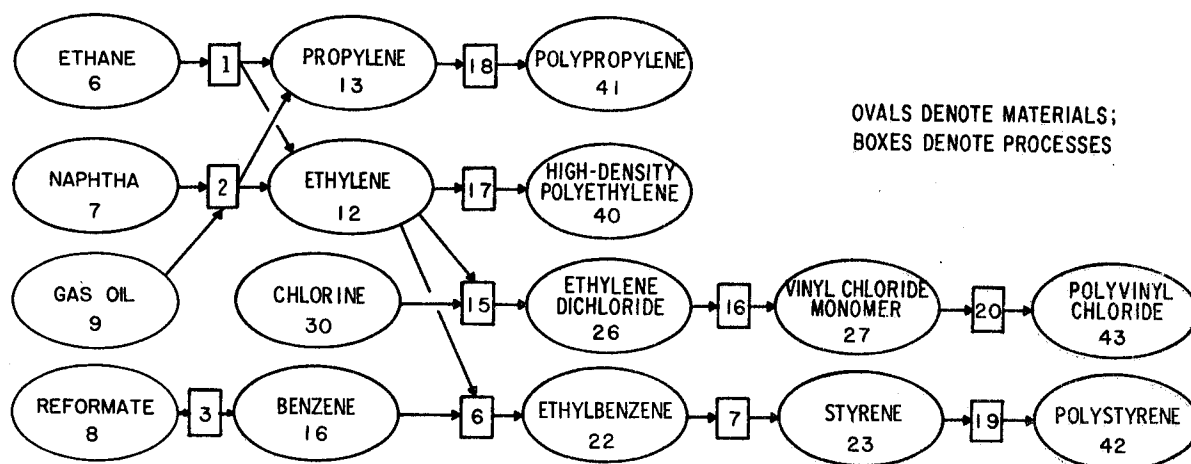 ETHANE
6
1
PROPYLENE
13
18
POLYPROPYLENE
41
OVALS DENOTE MATERIALS;
BOXES DENOTE PROCESSES
NAPHTHA
7
2
ETHYLENE
12
17
HIGH-DENSITY
POLYETHYLENE
40
GAS OIL
9
CHLORINE
30
15
ETHYLENE
DICHLORIDE
26
16
VINYL CHLORIDE
MONOMER
27
20
POLYVINYL
CHLORIDE
43
REFORMATE
8
3
BENZENE
16
6
ETHYLBENZENE
22
7
STYRENE
23
19
POLYSTYRENE
42